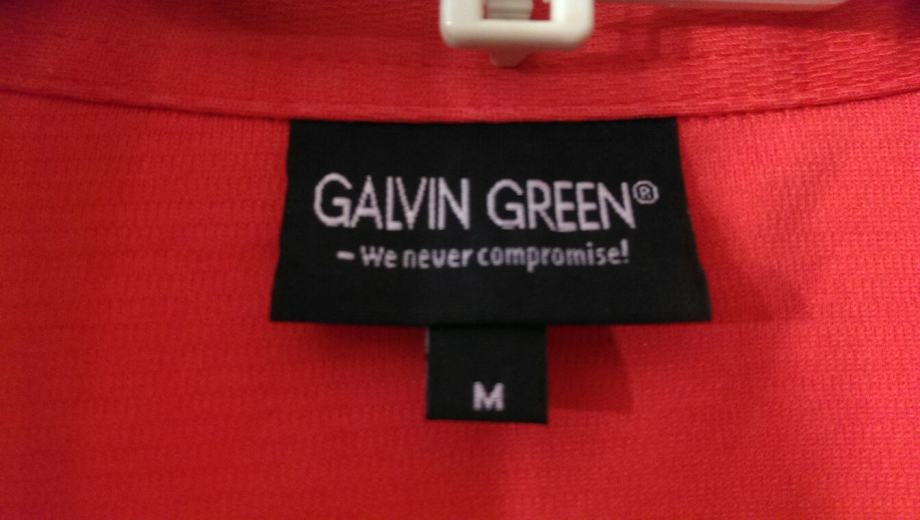 GALVIN GREEN®
– We never compromise!
M